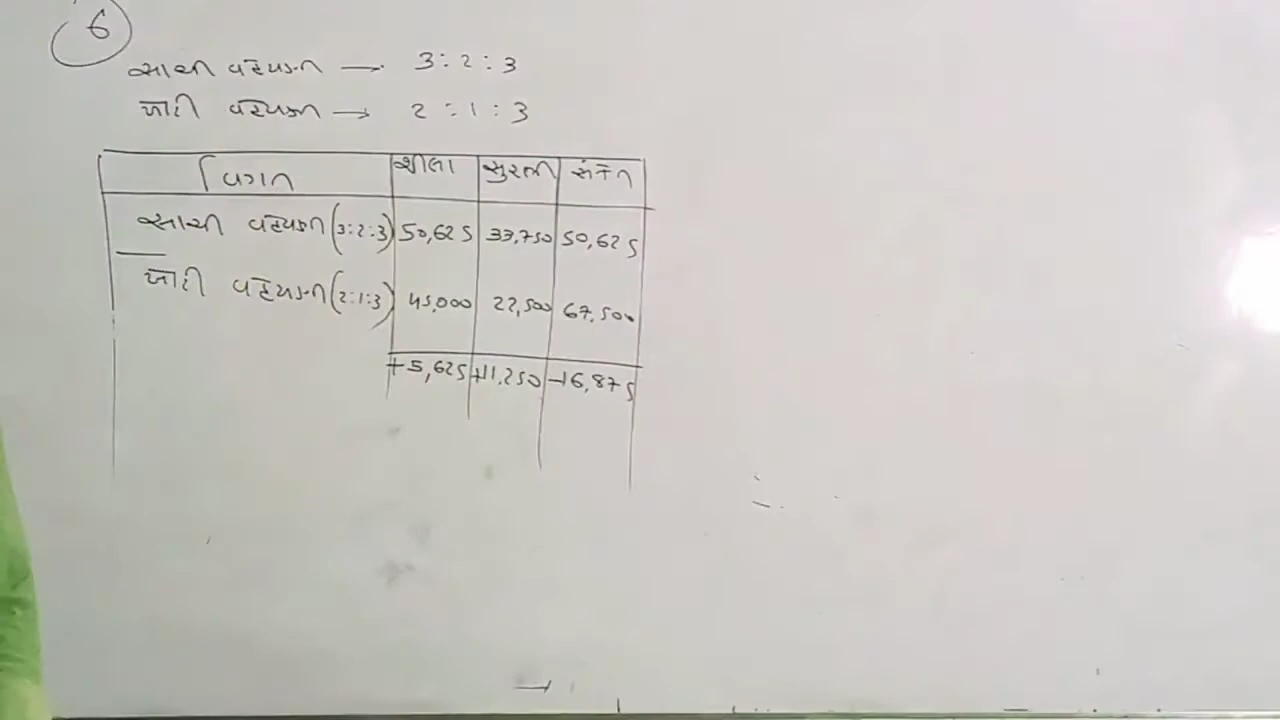 6
સાચી વહેંચણી → 3 : 2 : 3
ખોટી વહેંચણી → 2 : 1 : 3
વિગત શીલા સુરભી સંકેત
સાચી વહેંચણી (3:2:3) 50,625 33,750 50,625
ખોટી વહેંચણી (2:1:3) 45,000 22,500 67,500
+5,625 +11,250 -16,875